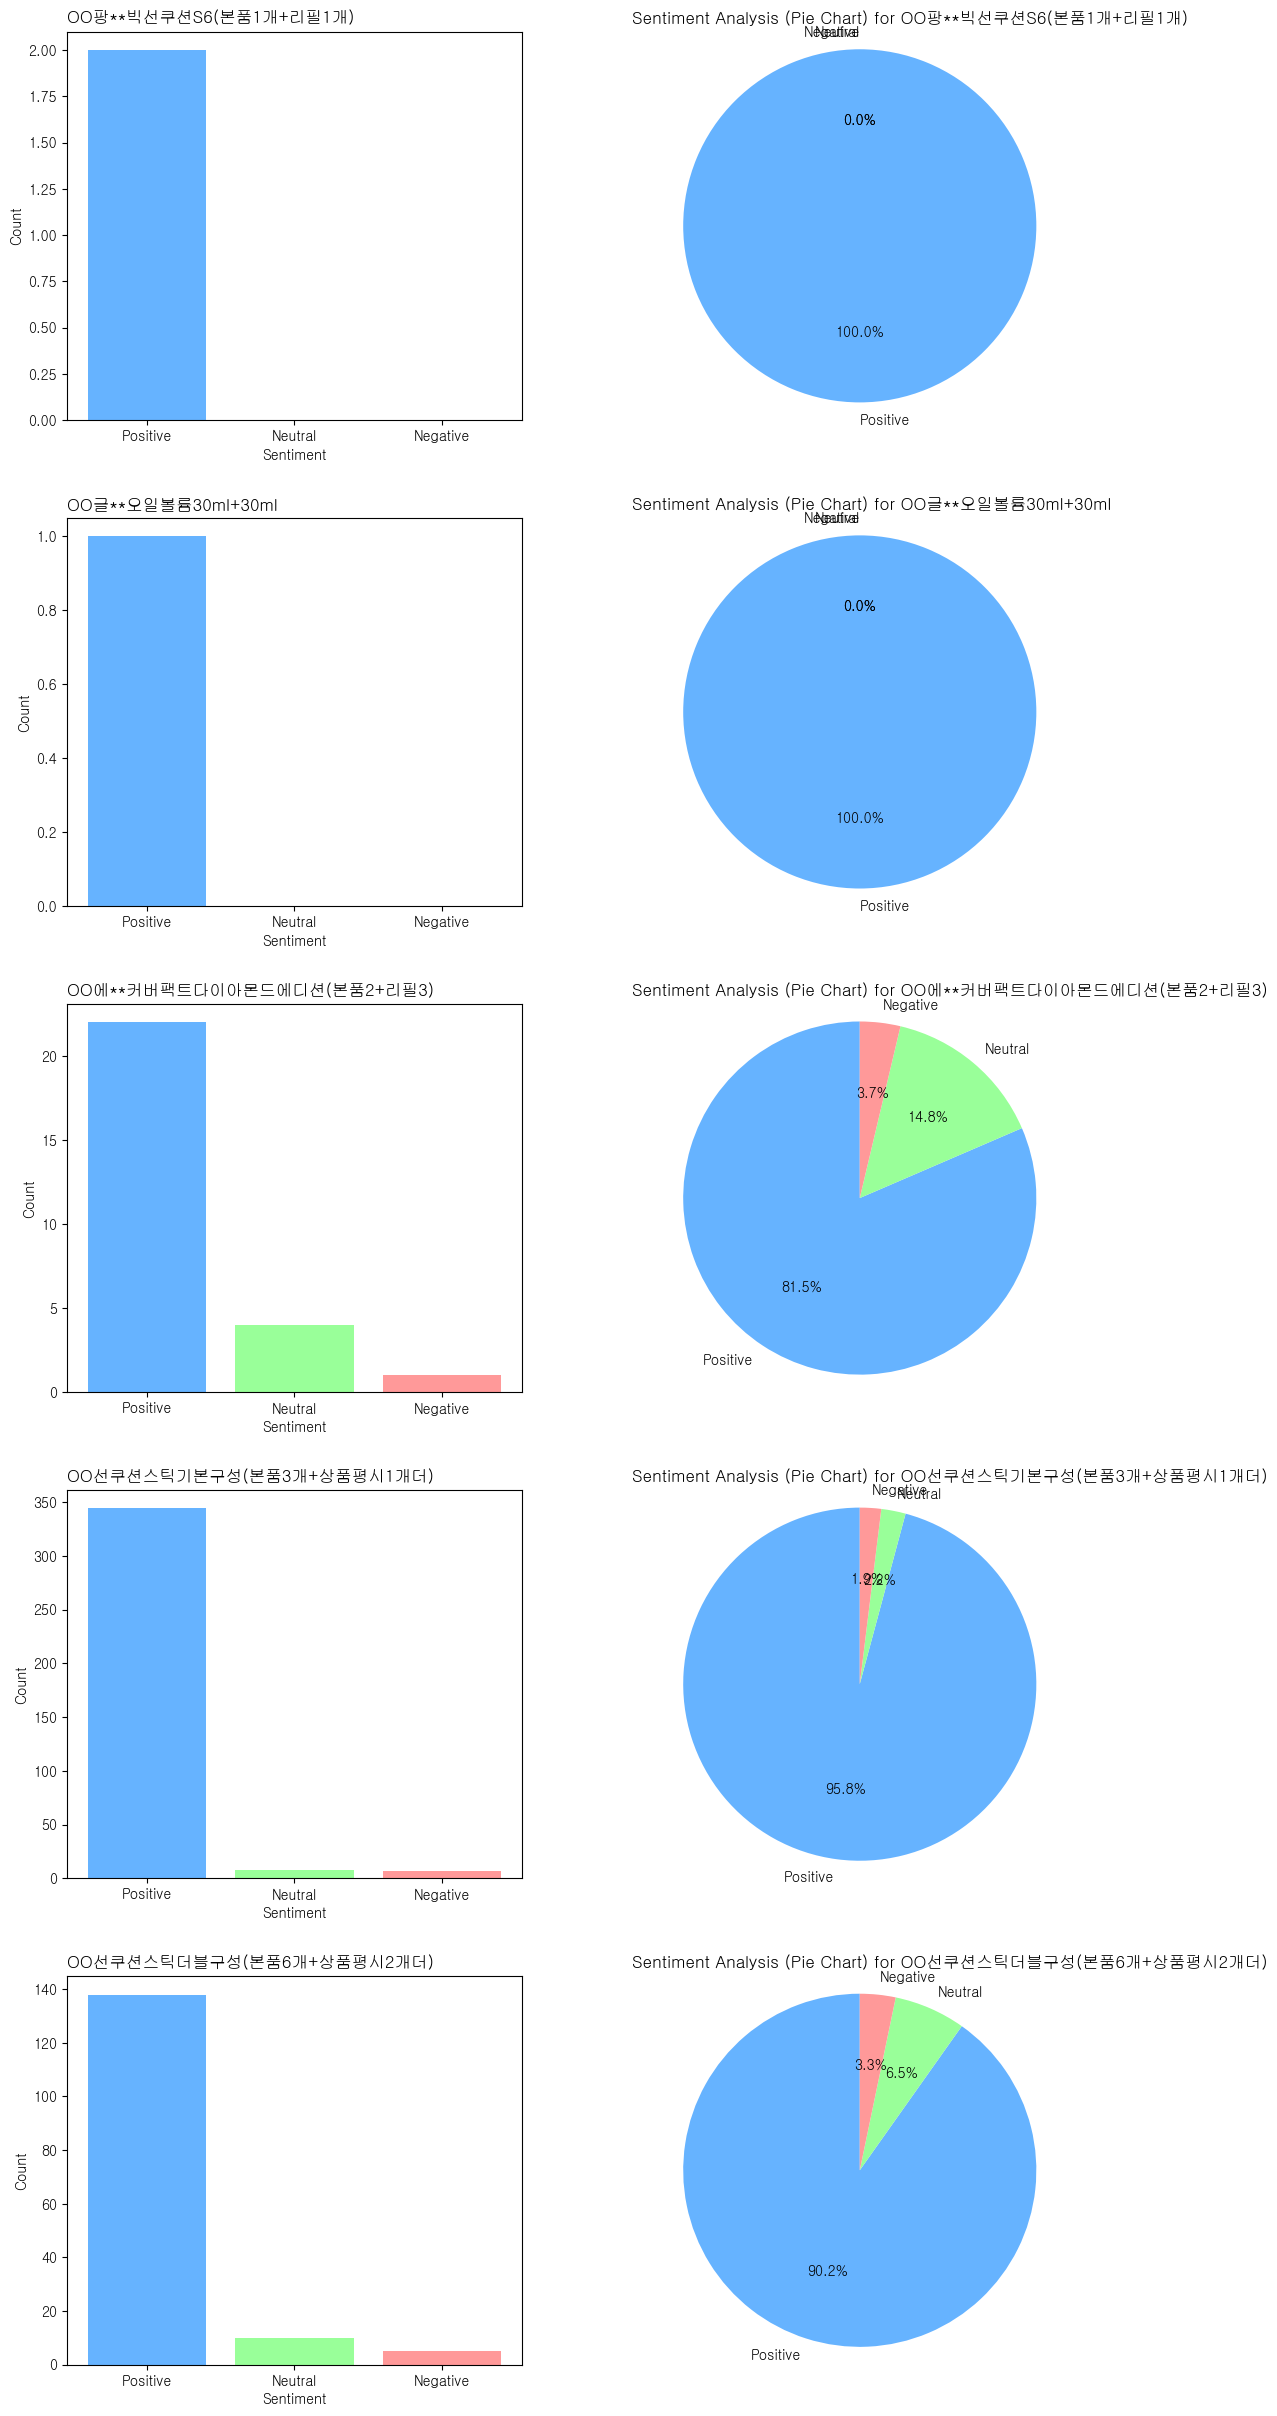 OO팡**빅선쿠션S6(본품1개+리필1개)
2.00
1.75
1.50
1.25
1.00
0.75
0.50
0.25
0.00
Count
Positive Neutral Negative
Sentiment
Sentiment Analysis (Pie Chart) for OO팡**빅선쿠션S6(본품1개+리필1개)
Negative Neutral
0.0%
100.0%
Positive
OO글**오일볼륨30ml+30ml
1.0
0.8
0.6
0.4
0.2
0.0
Count
Positive Neutral Negative
Sentiment
Sentiment Analysis (Pie Chart) for OO글**오일볼륨30ml+30ml
Negative Neutral
0.0%
100.0%
Positive
OO에**커버팩트다이아몬드에디션(본품2+리필3)
20
15
10
5
0
Count
Positive Neutral Negative
Sentiment
Sentiment Analysis (Pie Chart) for OO에**커버팩트다이아몬드에디션(본품2+리필3)
Negative
Neutral
3.7%
14.8%
81.5%
Positive
OO선쿠션스틱기본구성(본품3개+상품평시1개더)
350
300
250
200
150
100
50
0
Count
Positive Neutral Negative
Sentiment
Sentiment Analysis (Pie Chart) for OO선쿠션스틱기본구성(본품3개+상품평시1개더)
Negative
Neutral
1.9%
2.2%
95.8%
Positive
OO선쿠션스틱더블구성(본품6개+상품평시2개더)
140
120
100
80
60
40
20
0
Count
Positive Neutral Negative
Sentiment
Sentiment Analysis (Pie Chart) for OO선쿠션스틱더블구성(본품6개+상품평시2개더)
Negative
Neutral
3.3%
6.5%
90.2%
Positive